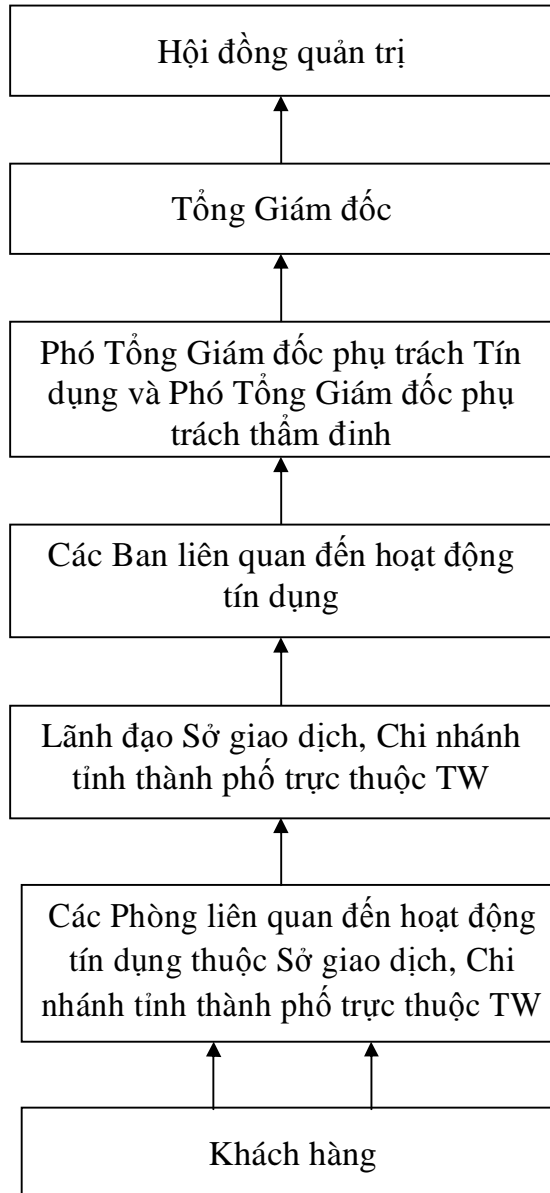 Hội đồng quản trị
Tổng Giám đốc
Phó Tổng Giám đốc phụ trách Tín
dụng và Phó Tổng Giám đốc phụ
trách thẩm đinh
Các Ban liên quan đến hoạt động
tín dụng
Lãnh đạo Sở giao dịch, Chi nhánh
tỉnh thành phố trực thuộc TW
Các Phòng liên quan đến hoạt động
tín dụng thuộc Sở giao dịch, Chi
nhánh tỉnh thành phố trực thuộc TW
Khách hàng